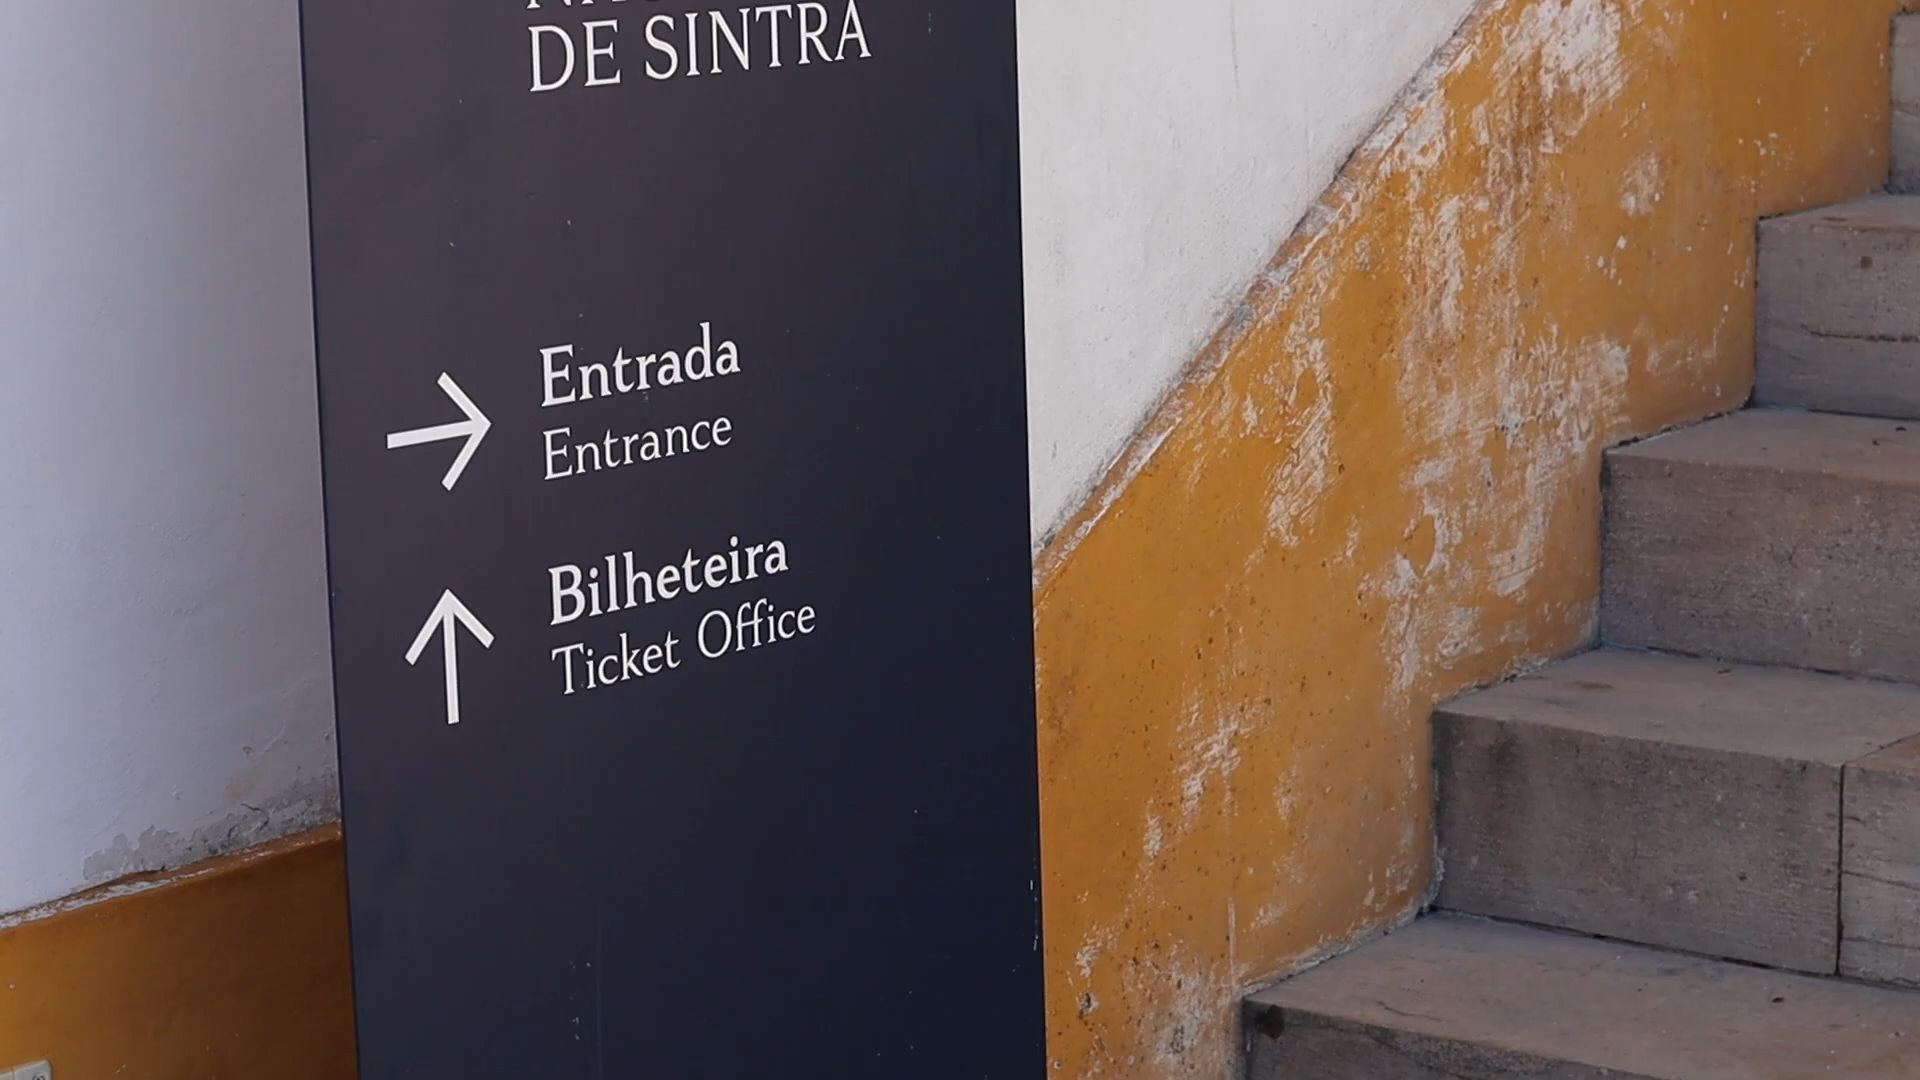 DE SINTRA
Entrada
Entrance
Bilheteira
Ticket Office